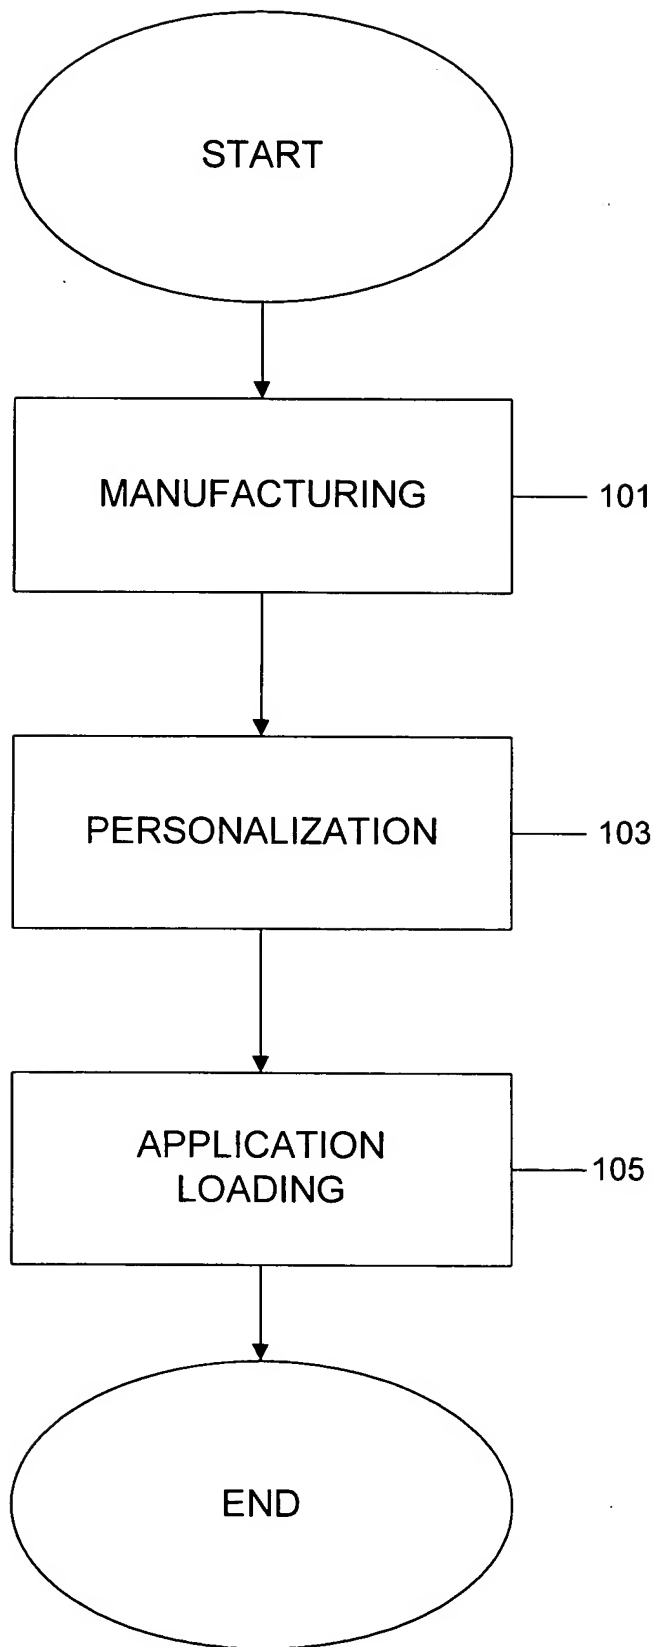 START
MANUFACTURING
101
PERSONALIZATION
103
APPLICATION
LOADING
105
END